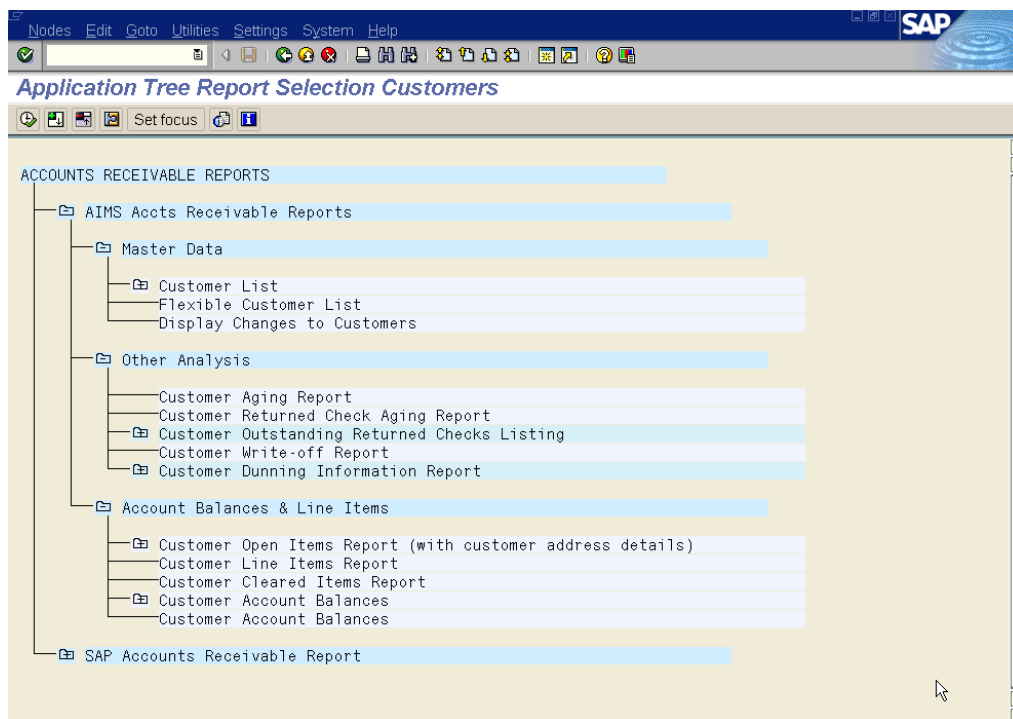 Nodes Edit Goto Utilities Settings System Help
SAP
Application Tree Report Selection Customers
Set focus
ACCOUNTS RECEIVABLE REPORTS
AIMS Accts Receivable Reports
Master Data
Customer List
Flexible Customer List
Display Changes to Customers
Other Analysis
Customer Aging Report
Customer Returned Check Aging Report
Customer Outstanding Returned Checks Listing
Customer Write-off Report
Customer Dunning Information Report
Account Balances & Line Items
Customer Open Items Report (with customer address details)
Customer Line Items Report
Customer Cleared Items Report
Customer Account Balances
Customer Account Balances
SAP Accounts Receivable Report